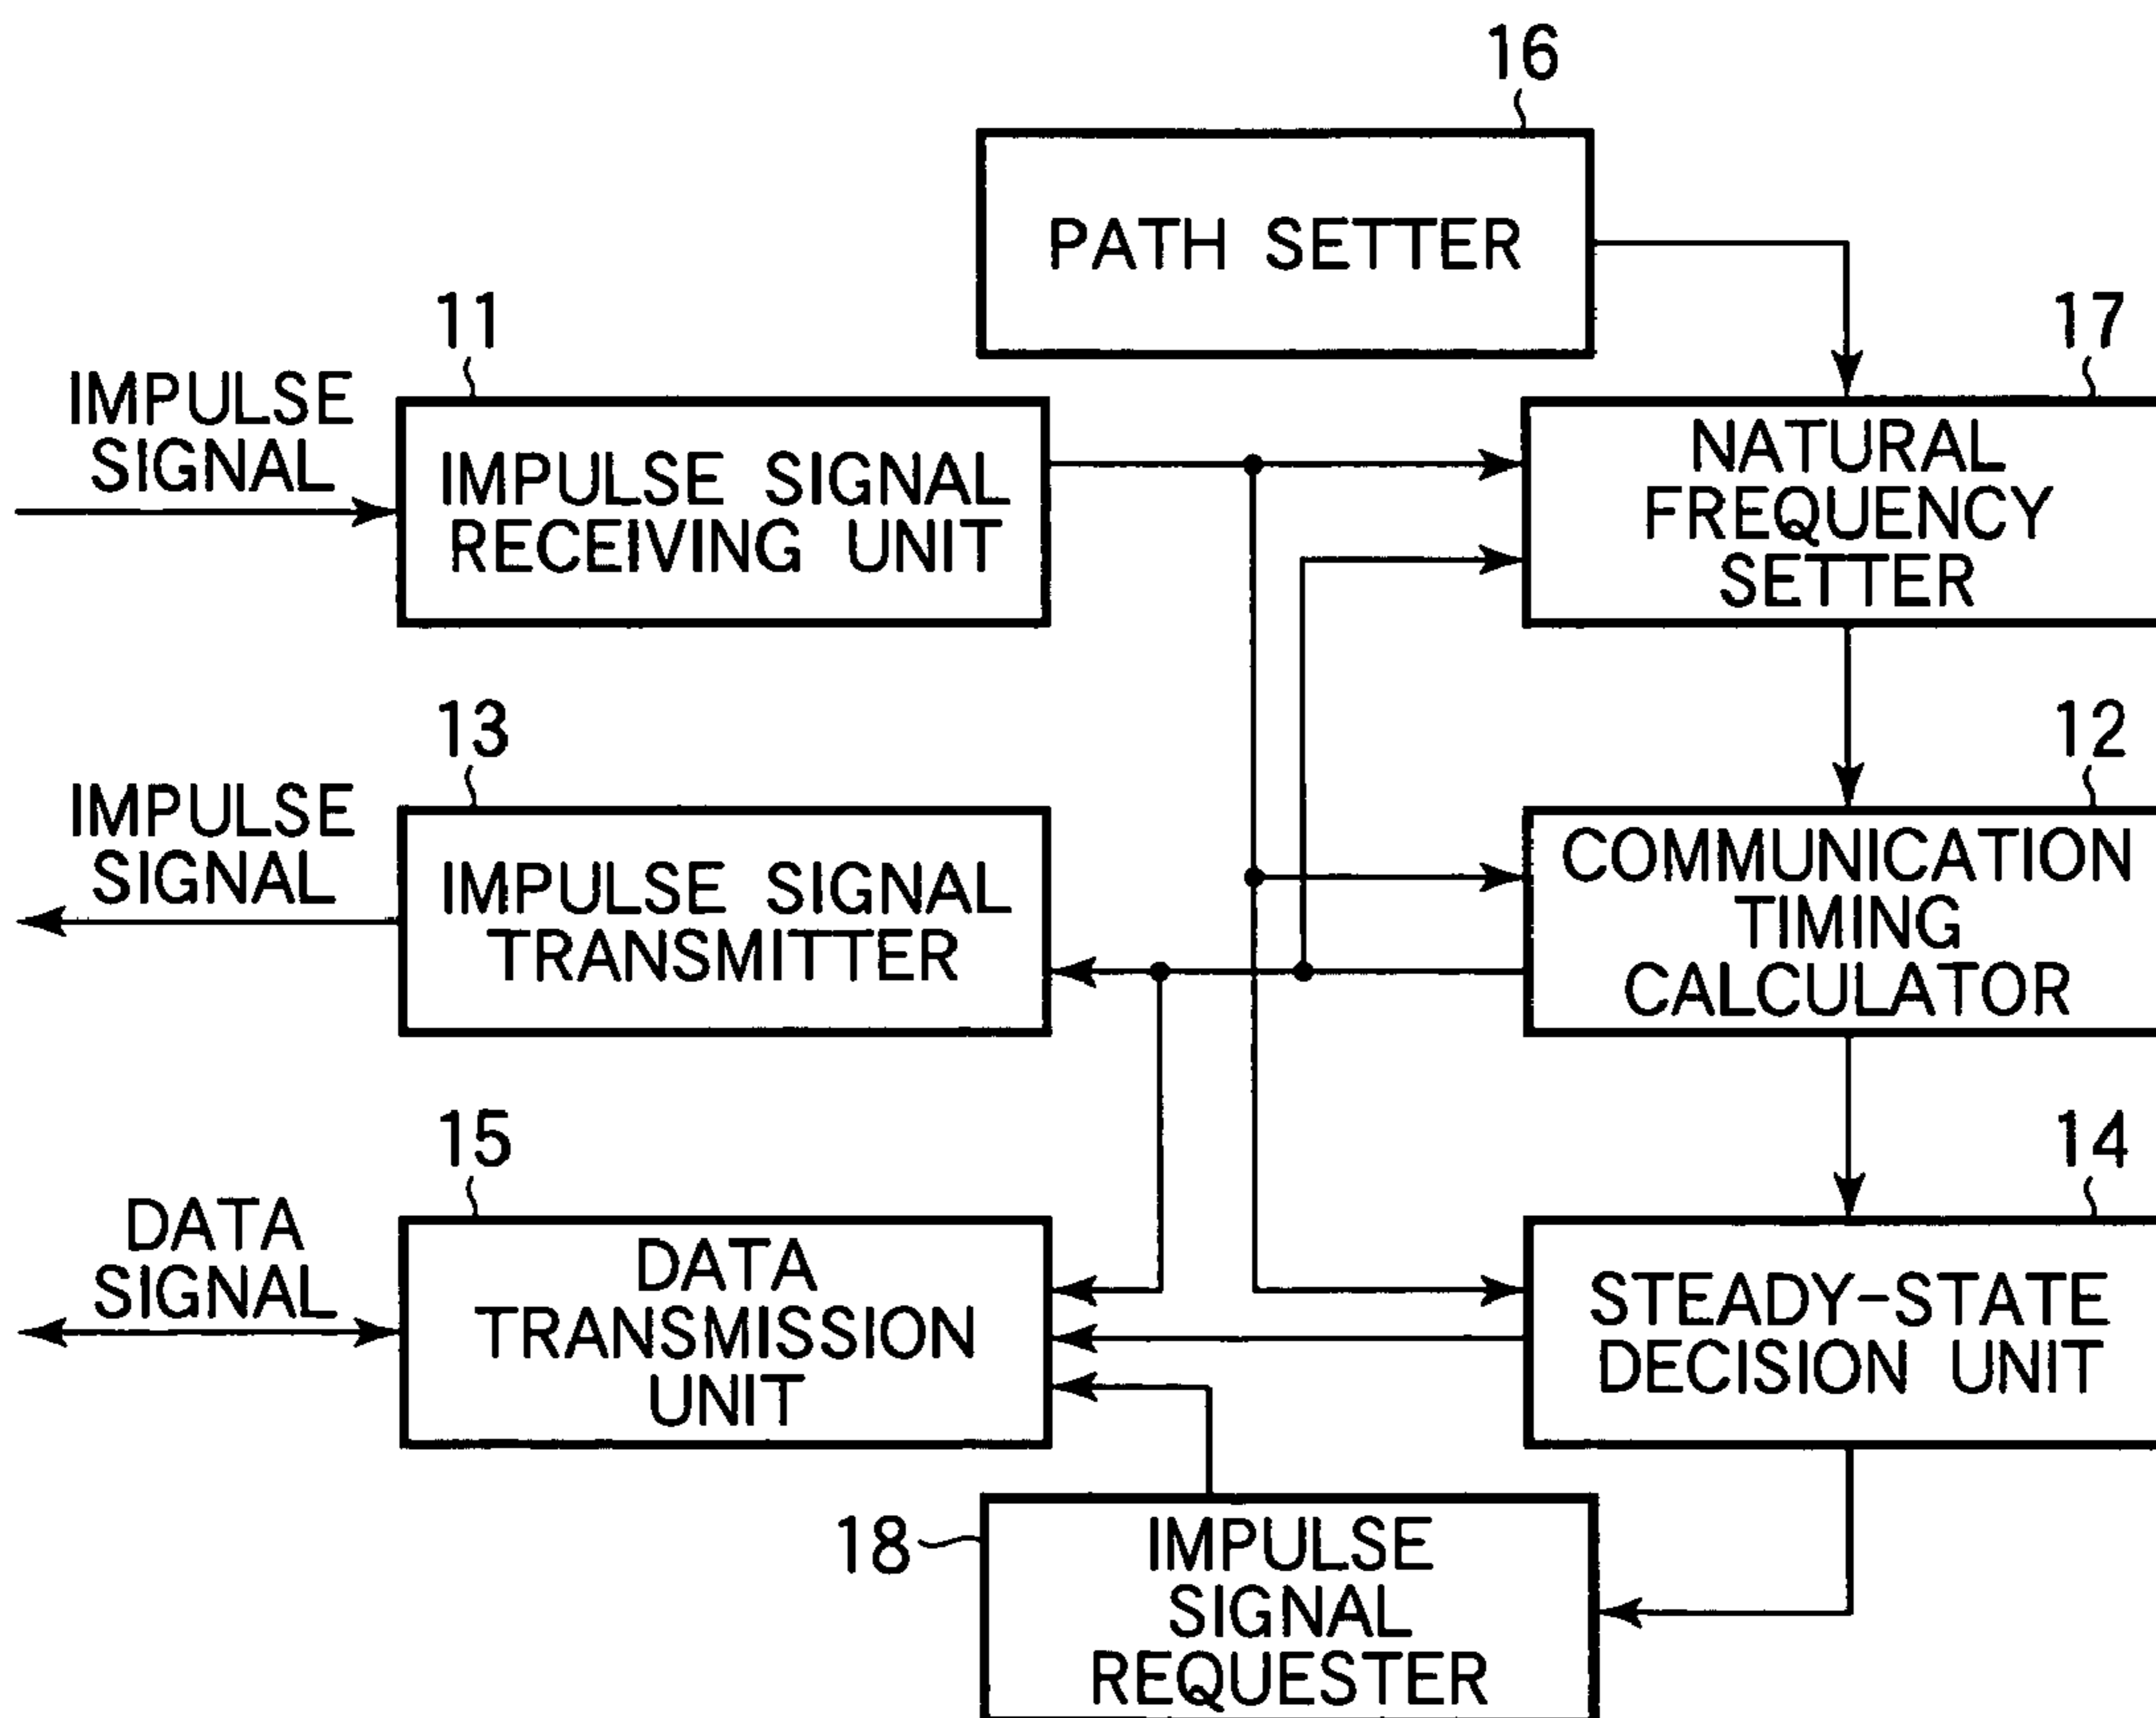 16
PATH SETTER
11
17
IMPULSE
SIGNAL
IMPULSE SIGNAL
RECEIVING UNIT
NATURAL
FREQUENCY
SETTER
13
12
IMPULSE
SIGNAL
IMPULSE SIGNAL
TRANSMITTER
COMMUNICATION
TIMING
CALCULATOR
15
14
DATA
SIGNAL
DATA
TRANSMISSION
UNIT
STEADY-STATE
DECISION UNIT
18
IMPULSE
SIGNAL
REQUESTER